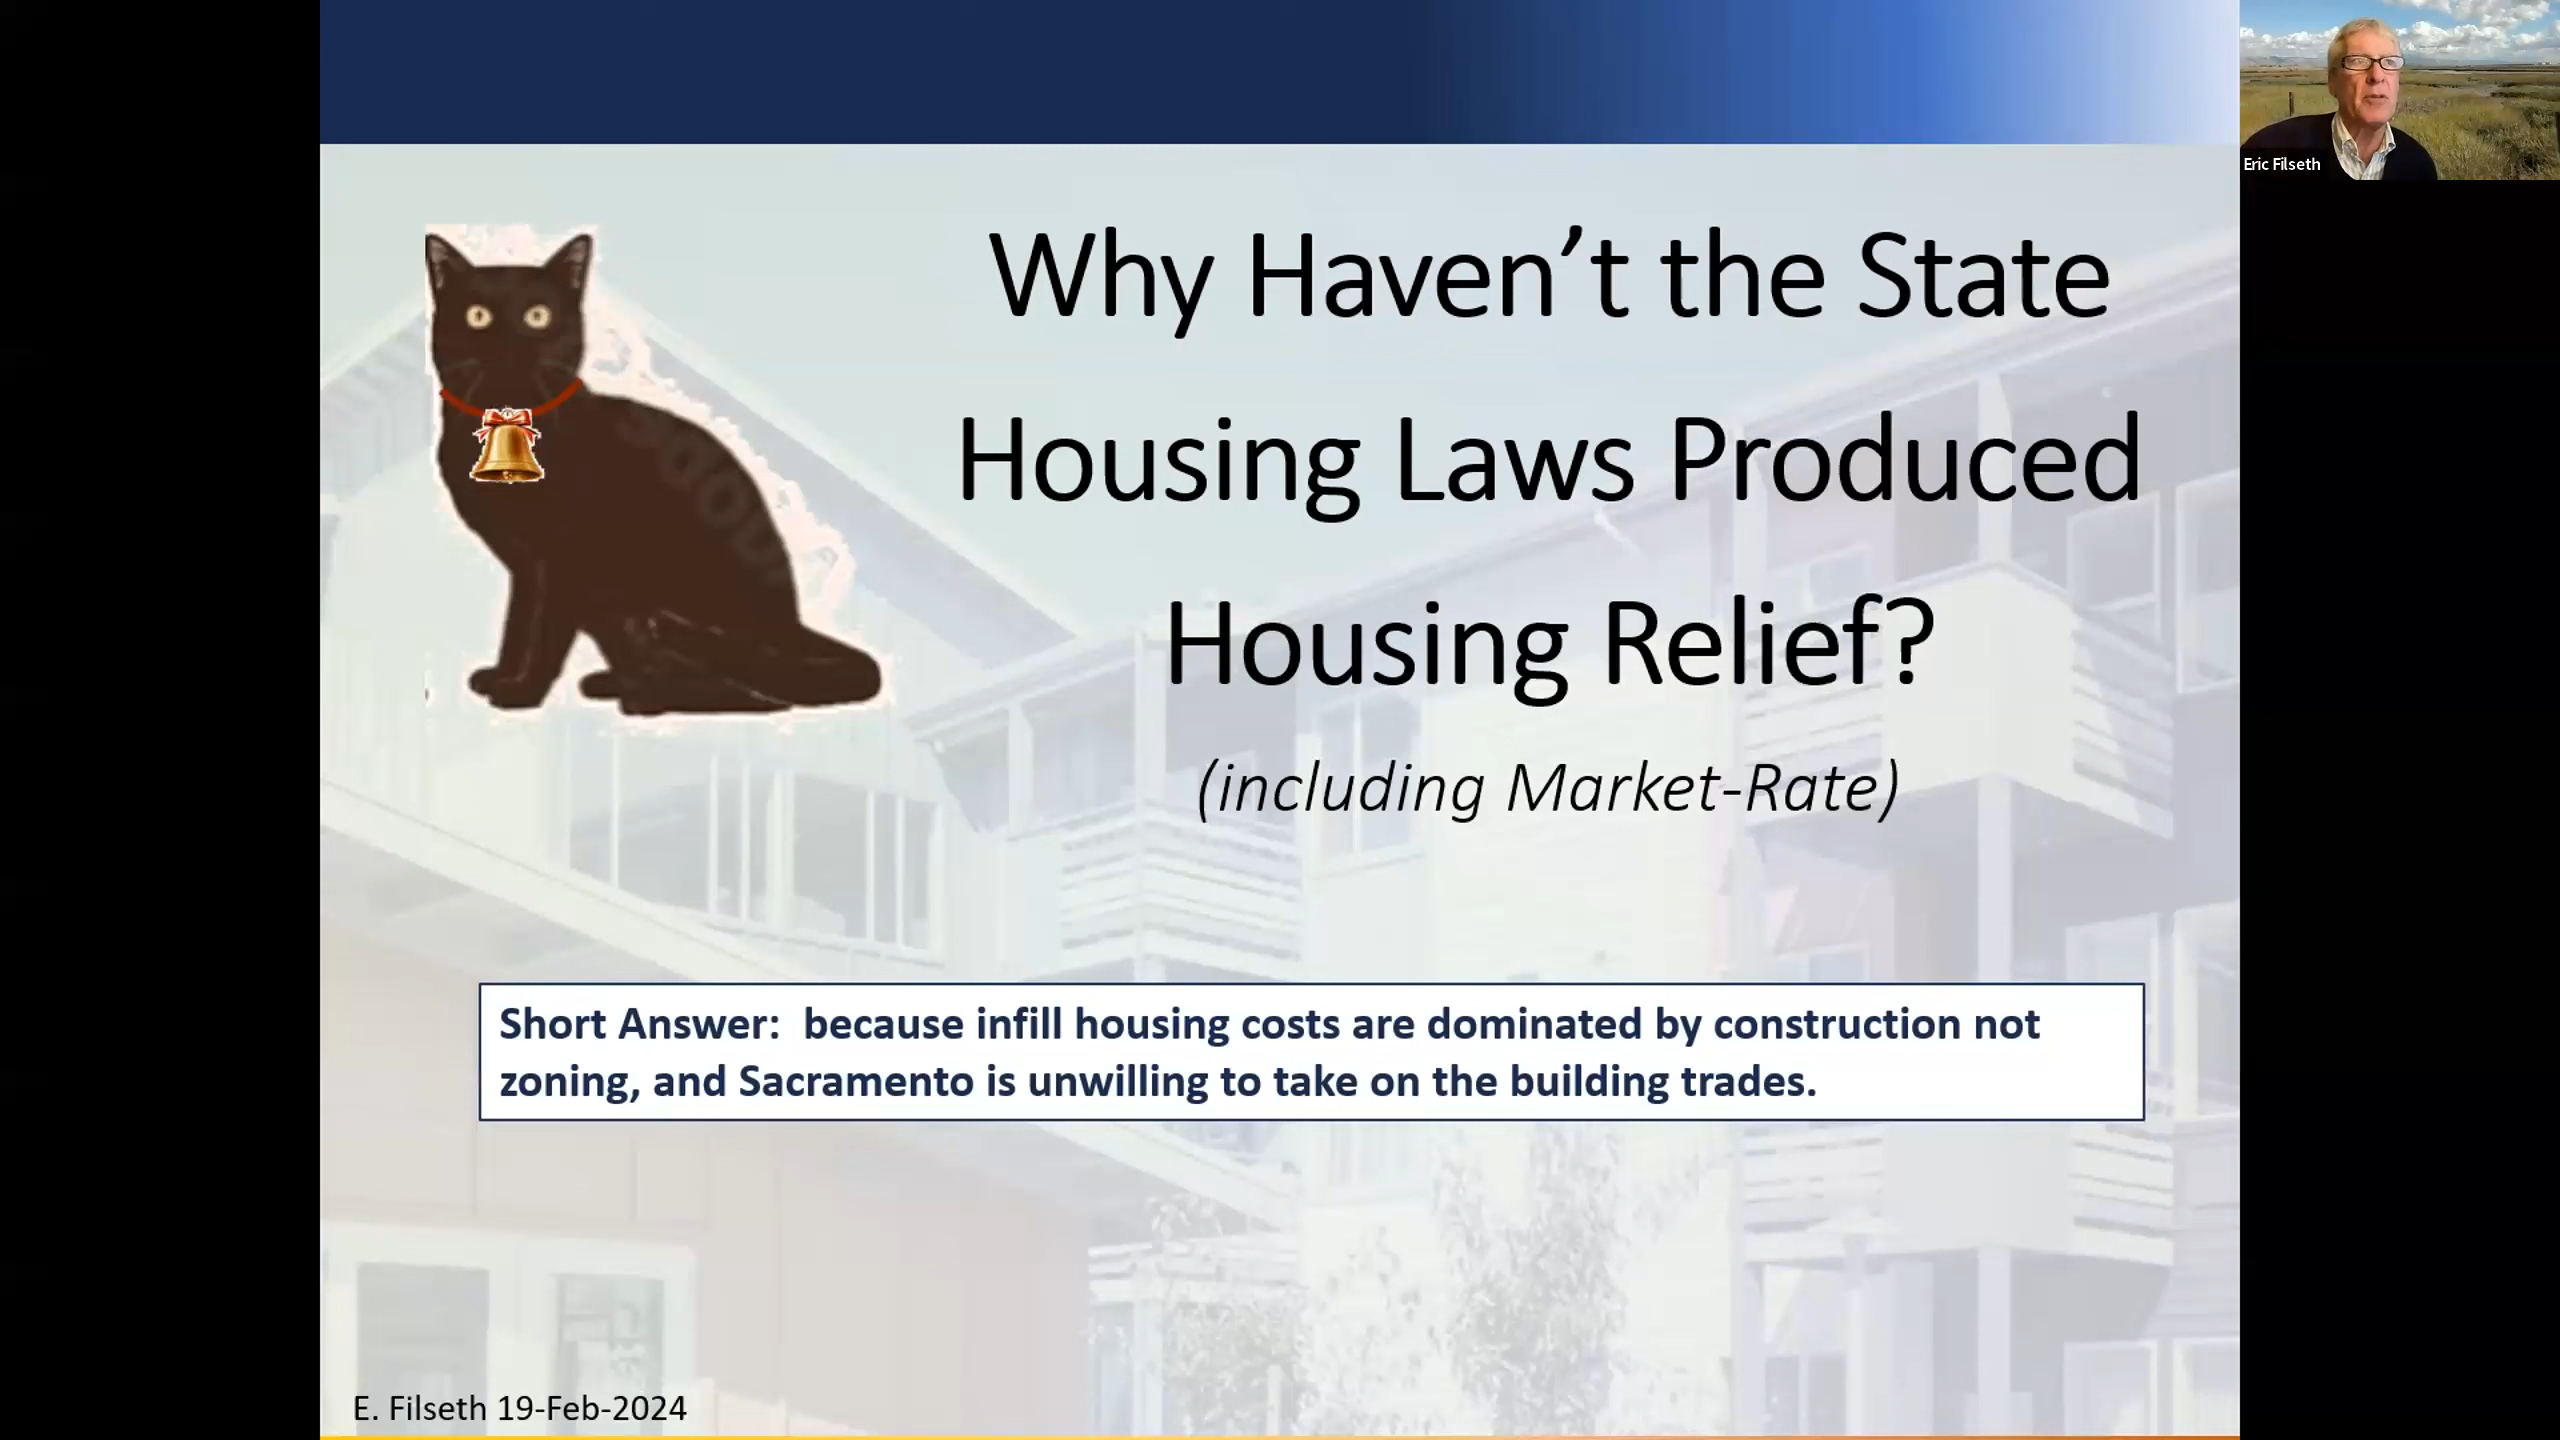 Why Haven’t the State
Housing Laws Produced
Housing Relief?
(including Market-Rate)
Short Answer:  because infill housing costs are dominated by construction not
zoning, and Sacramento is unwilling to take on the building trades.
E. Filseth 19-Feb-2024
Eric Filseth